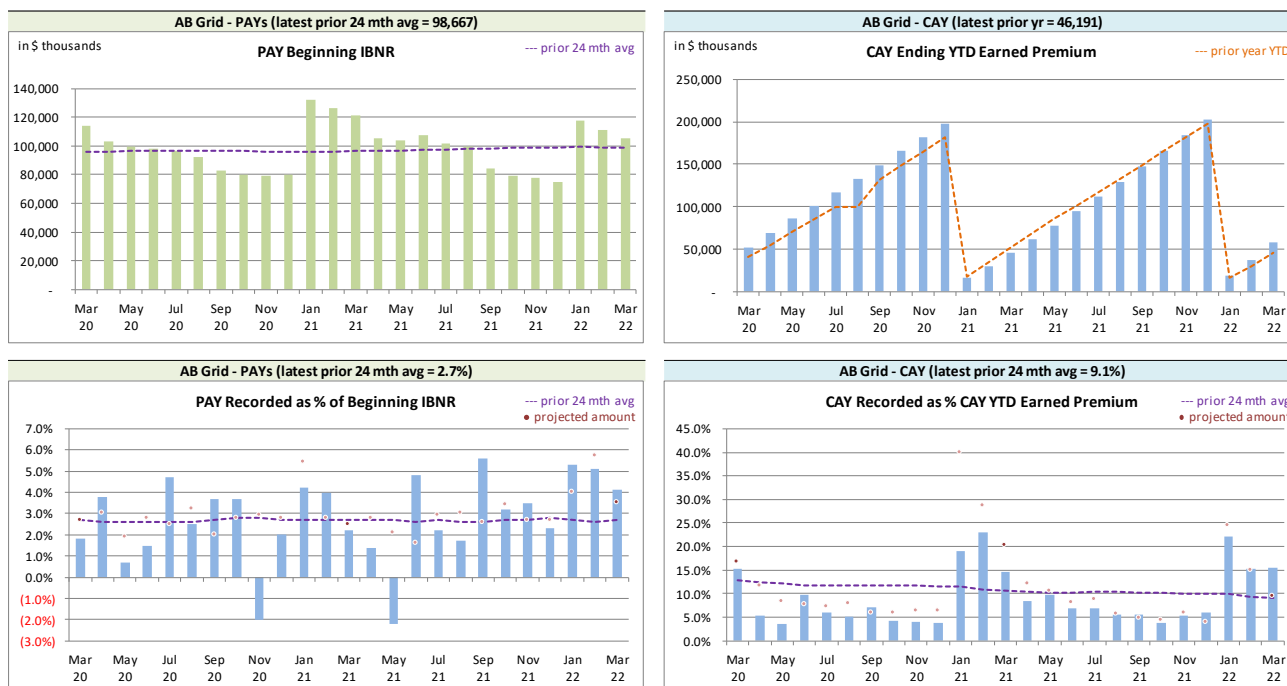 AB Grid - PAYs (latest prior 24 mth avg = 98,667)
in $ thousands
PAY Beginning IBNR
--- prior 24 mth avg
140,000
120,000
100,000
80,000
60,000
40,000
20,000
-
Mar May Jul Sep Nov Jan Mar May Jul Sep Nov Jan Mar
20 20 20 20 20 21 21 21 21 21 21 22 22
AB Grid - CAY (latest prior yr = 46,191)
in $ thousands
CAY Ending YTD Earned Premium
--- prior year YTD
250,000
200,000
150,000
100,000
50,000
-
Mar May Jul Sep Nov Jan Mar May Jul Sep Nov Jan Mar
20 20 20 20 20 21 21 21 21 21 21 22 22
AB Grid - PAYs (latest prior 24 mth avg = 2.7%)
PAY Recorded as % of Beginning IBNR
--- prior 24 mth avg
• projected amount
7.0%
6.0%
5.0%
4.0%
3.0%
2.0%
1.0%
0.0%
(1.0%)
(2.0%)
(3.0%)
Mar May Jul Sep Nov Jan Mar May Jul Sep Nov Jan Mar
20 20 20 20 20 21 21 21 21 21 21 22 22
AB Grid - CAY (latest prior 24 mth avg = 9.1%)
CAY Recorded as % CAY YTD Earned Premium
--- prior 24 mth avg
• projected amount
45.0%
40.0%
35.0%
30.0%
25.0%
20.0%
15.0%
10.0%
5.0%
0.0%
Mar May Jul Sep Nov Jan Mar May Jul Sep Nov Jan Mar
20 20 20 20 20 21 21 21 21 21 21 22 22